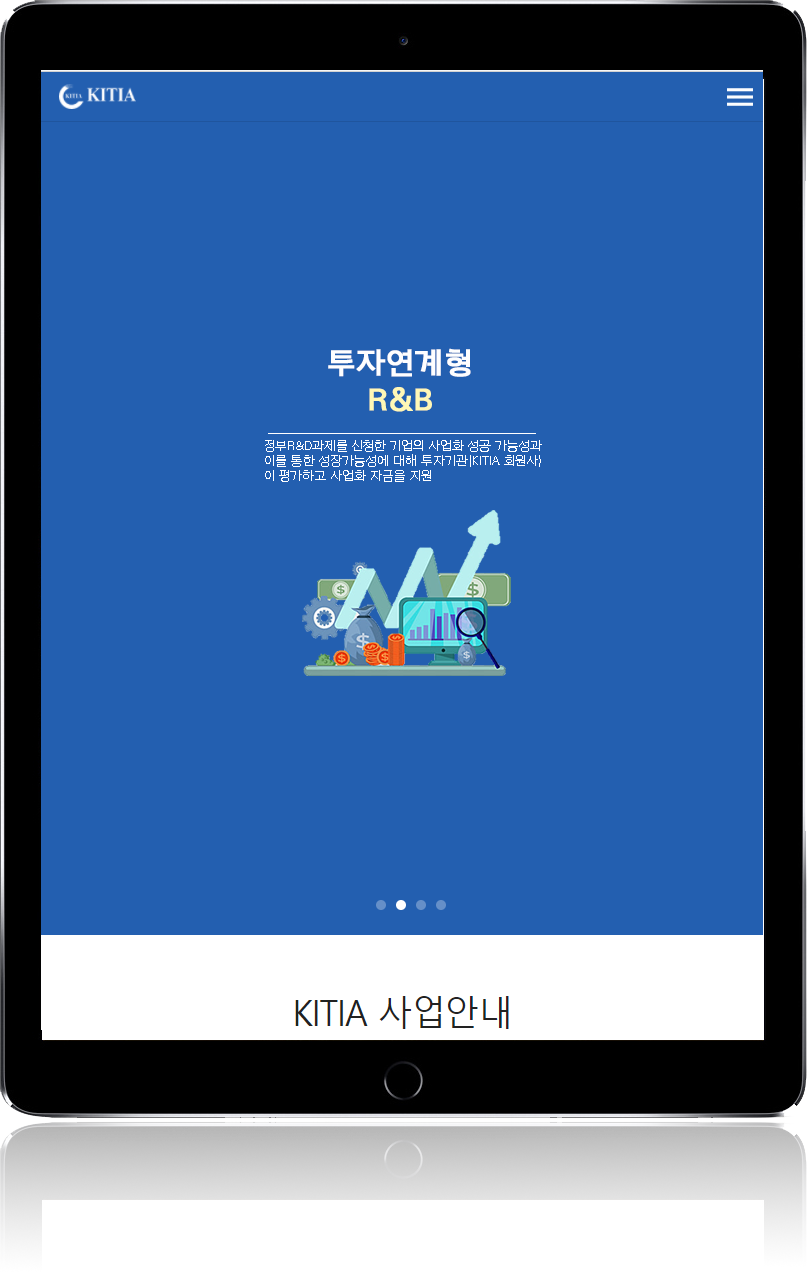 KITIA KITIA
투자연계형
R&B
정부R&D과제를 신청한 기업의 사업화 성공 가능성과
이를 통한 성장가능성에 대해 투자기관(KITIA 회원사)
이 평가하고 사업화 자금을 지원
$ $
$
$
$ $
$
KITIA 사업안내